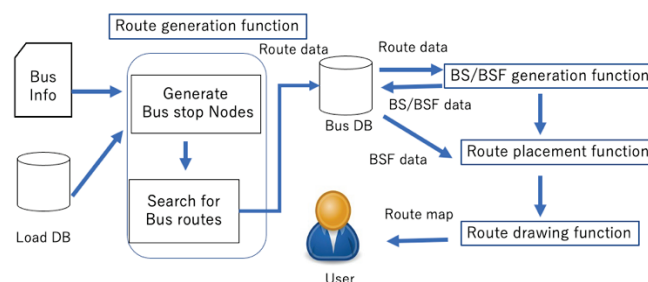 Route generation function
Bus
Info
Load DB
Generate
Bus stop Nodes
Search for
Bus routes
Route data
Bus DB
Route data
BS/BSF data
BSF data
BS/BSF generation function
Route placement function
Route drawing function
Route map
User